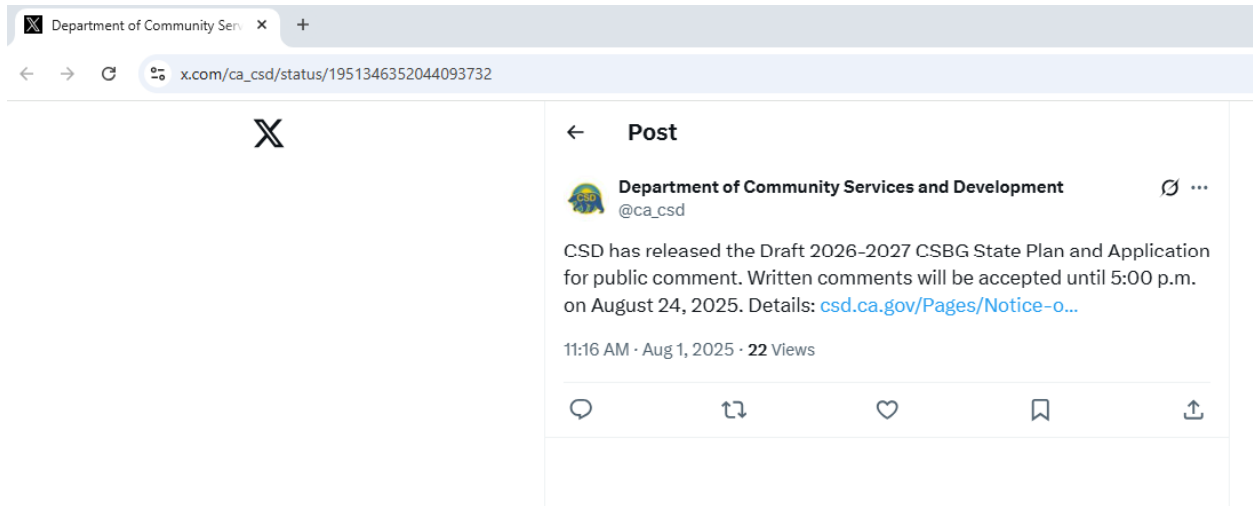 Department of Community Serv
x.com/ca_csd/status/1951346352044093732
Post
CSD
Department of Community Services and Development
@ca_csd
CSD has released the Draft 2026-2027 CSBG State Plan and Application
for public comment. Written comments will be accepted until 5:00 p.m.
on August 24, 2025. Details: csd.ca.gov/Pages/Notice-o...
11:16 AM · Aug 1, 2025 · 22 Views